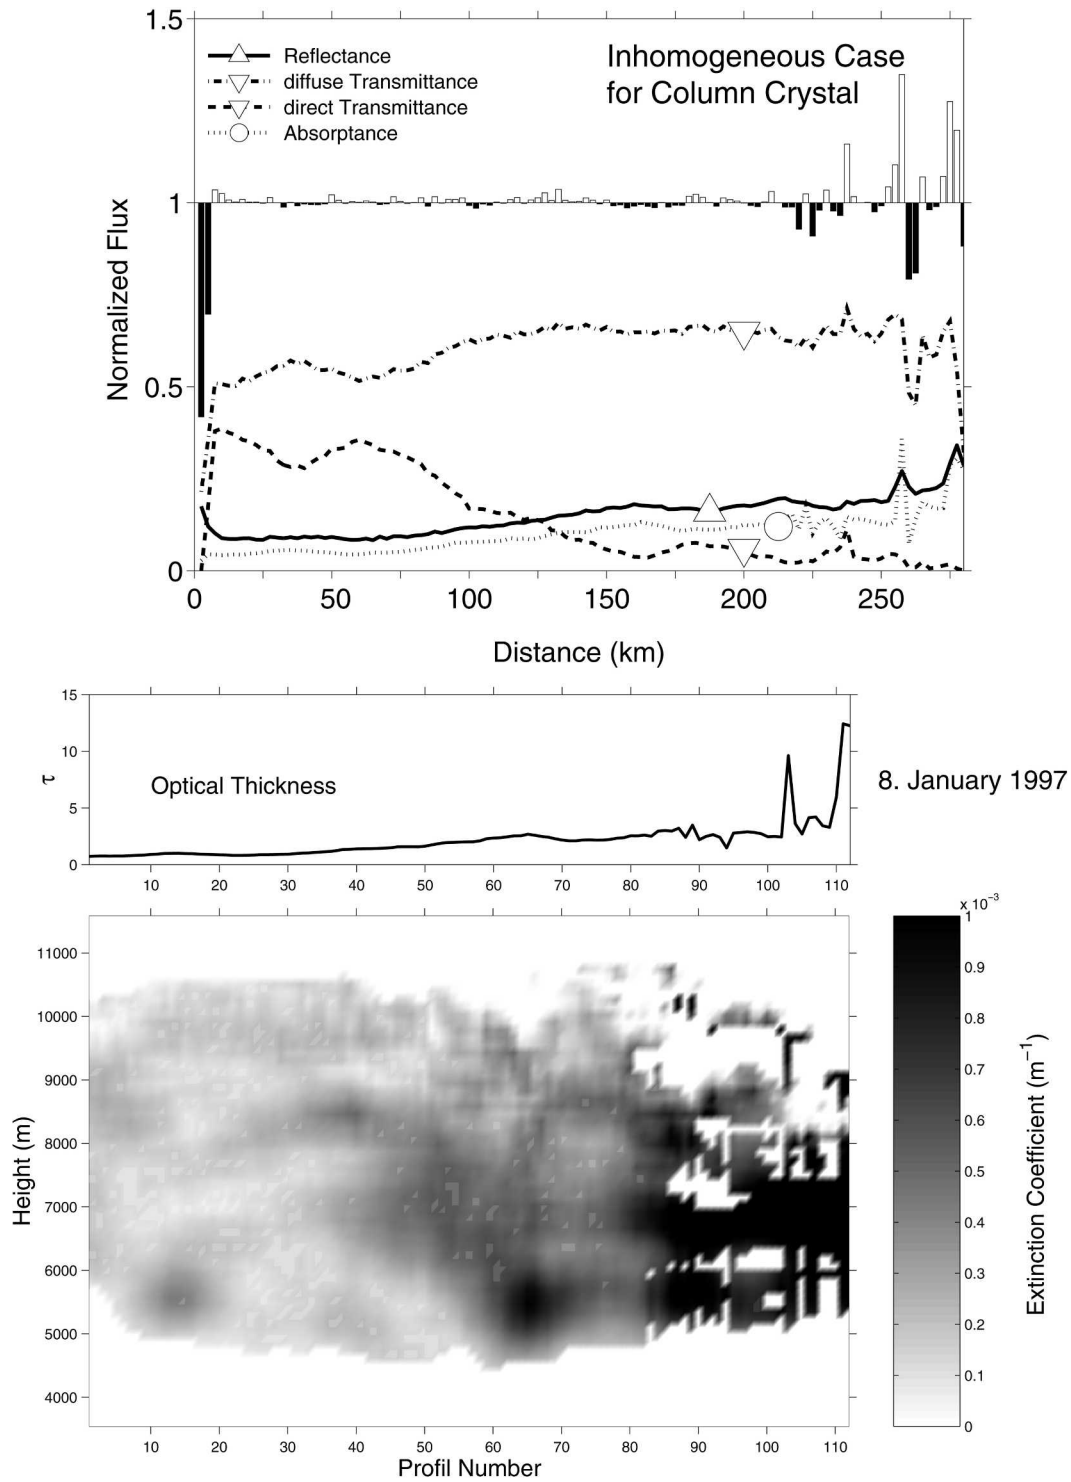 1.5
Reflectance
diffuse Transmittance
direct Transmittance
Absorptance
Inhomogeneous Case
for Column Crystal
1
0.5
0
Normalized Flux
0 50 100 150 200 250
Distance (km)
15
10
5
0
τ
Optical Thickness
8. January 1997
10 20 30 40 50 60 70 80 90 100 110
x 10⁻³
11000
10000
9000
8000
7000
6000
5000
4000
Height (m)
10 20 30 40 50 60 70 80 90 100 110
Profil Number
1
0.9
0.8
0.7
0.6
0.5
0.4
0.3
0.2
0.1
0
Extinction Coefficient (m⁻¹)